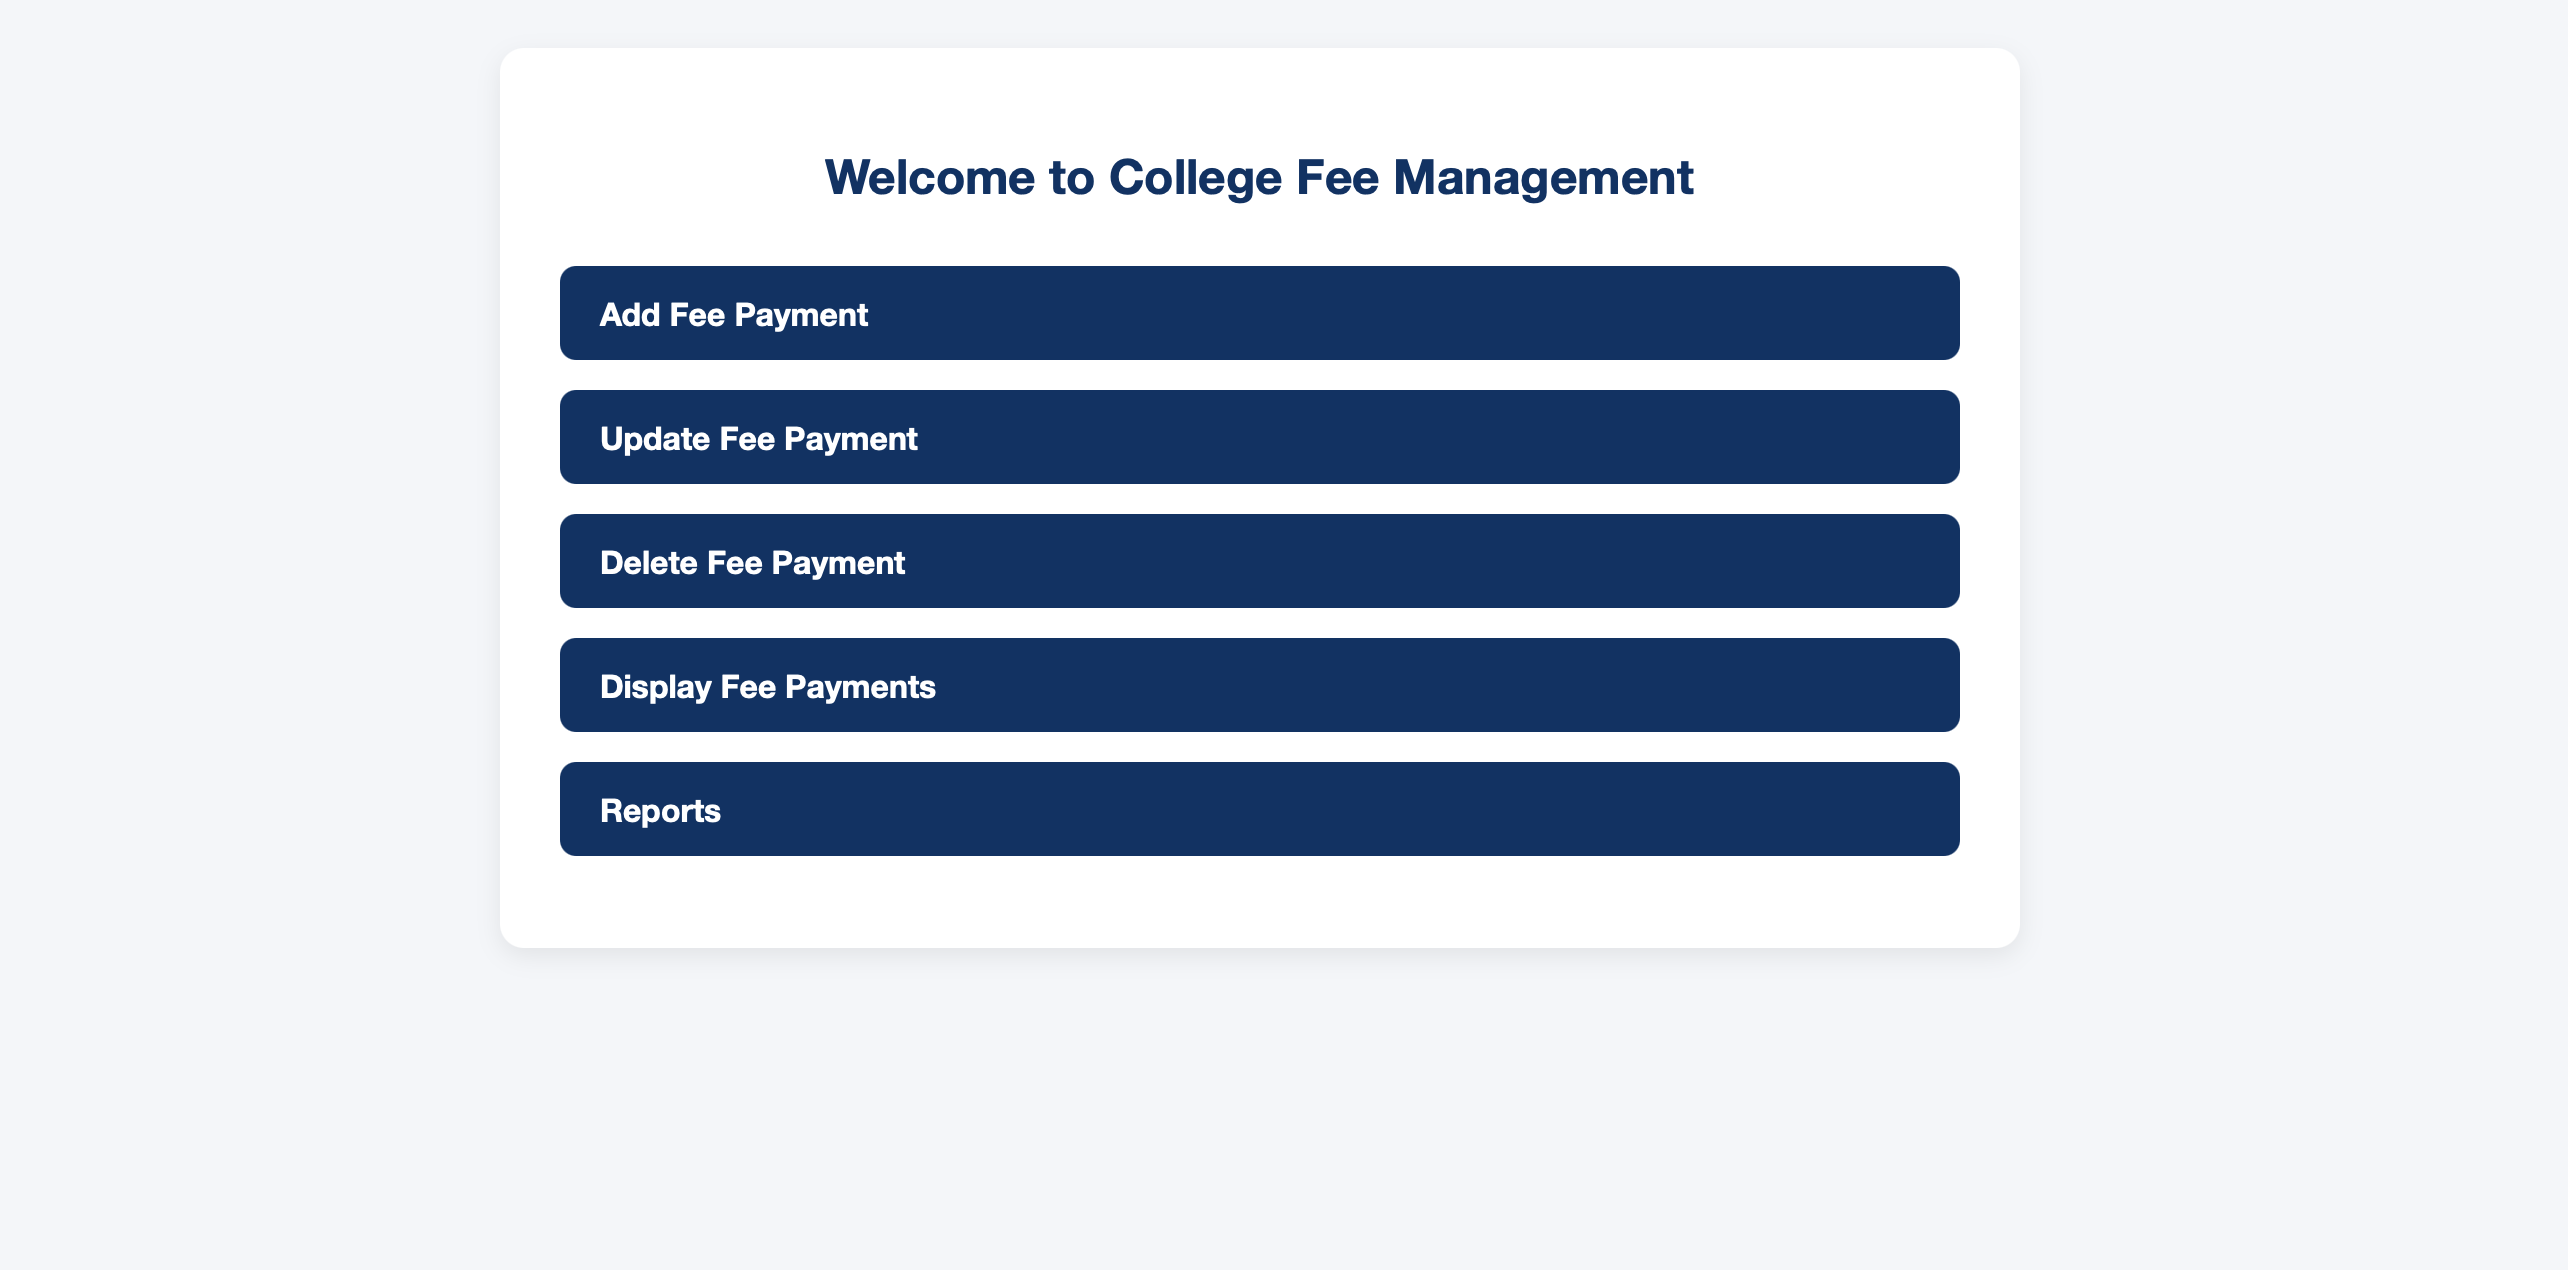 Welcome to College Fee Management
Add Fee Payment
Update Fee Payment
Delete Fee Payment
Display Fee Payments
Reports